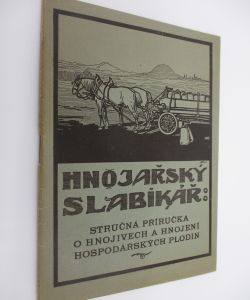 HNOJAŘSKÝ
SLABIKÁŘ:
STRUČNÁ PŘÍRUČKA
O HNOJIVECH A HNOJENÍ
HOSPODÁŘSKÝCH PLODIN